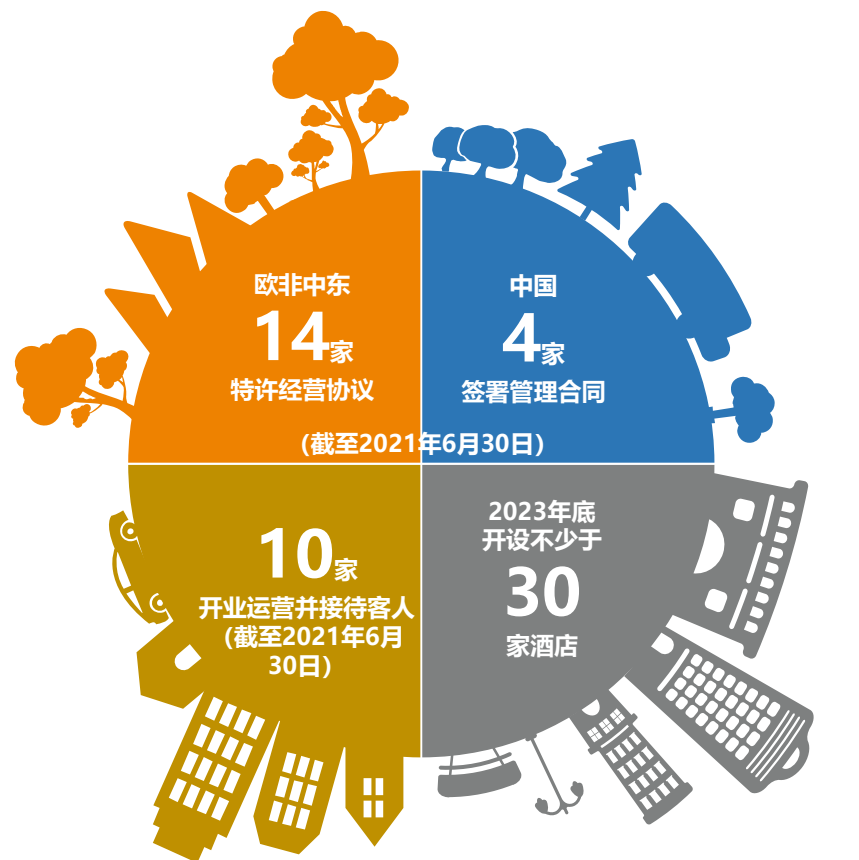 欧非中东
14家
特许经营协议
中国
4家
签署管理合同
(截至2021年6月30日)
10家
开业运营并接待客人
(截至2021年6月
30日)
2023年底
开设不少于
30
家酒店